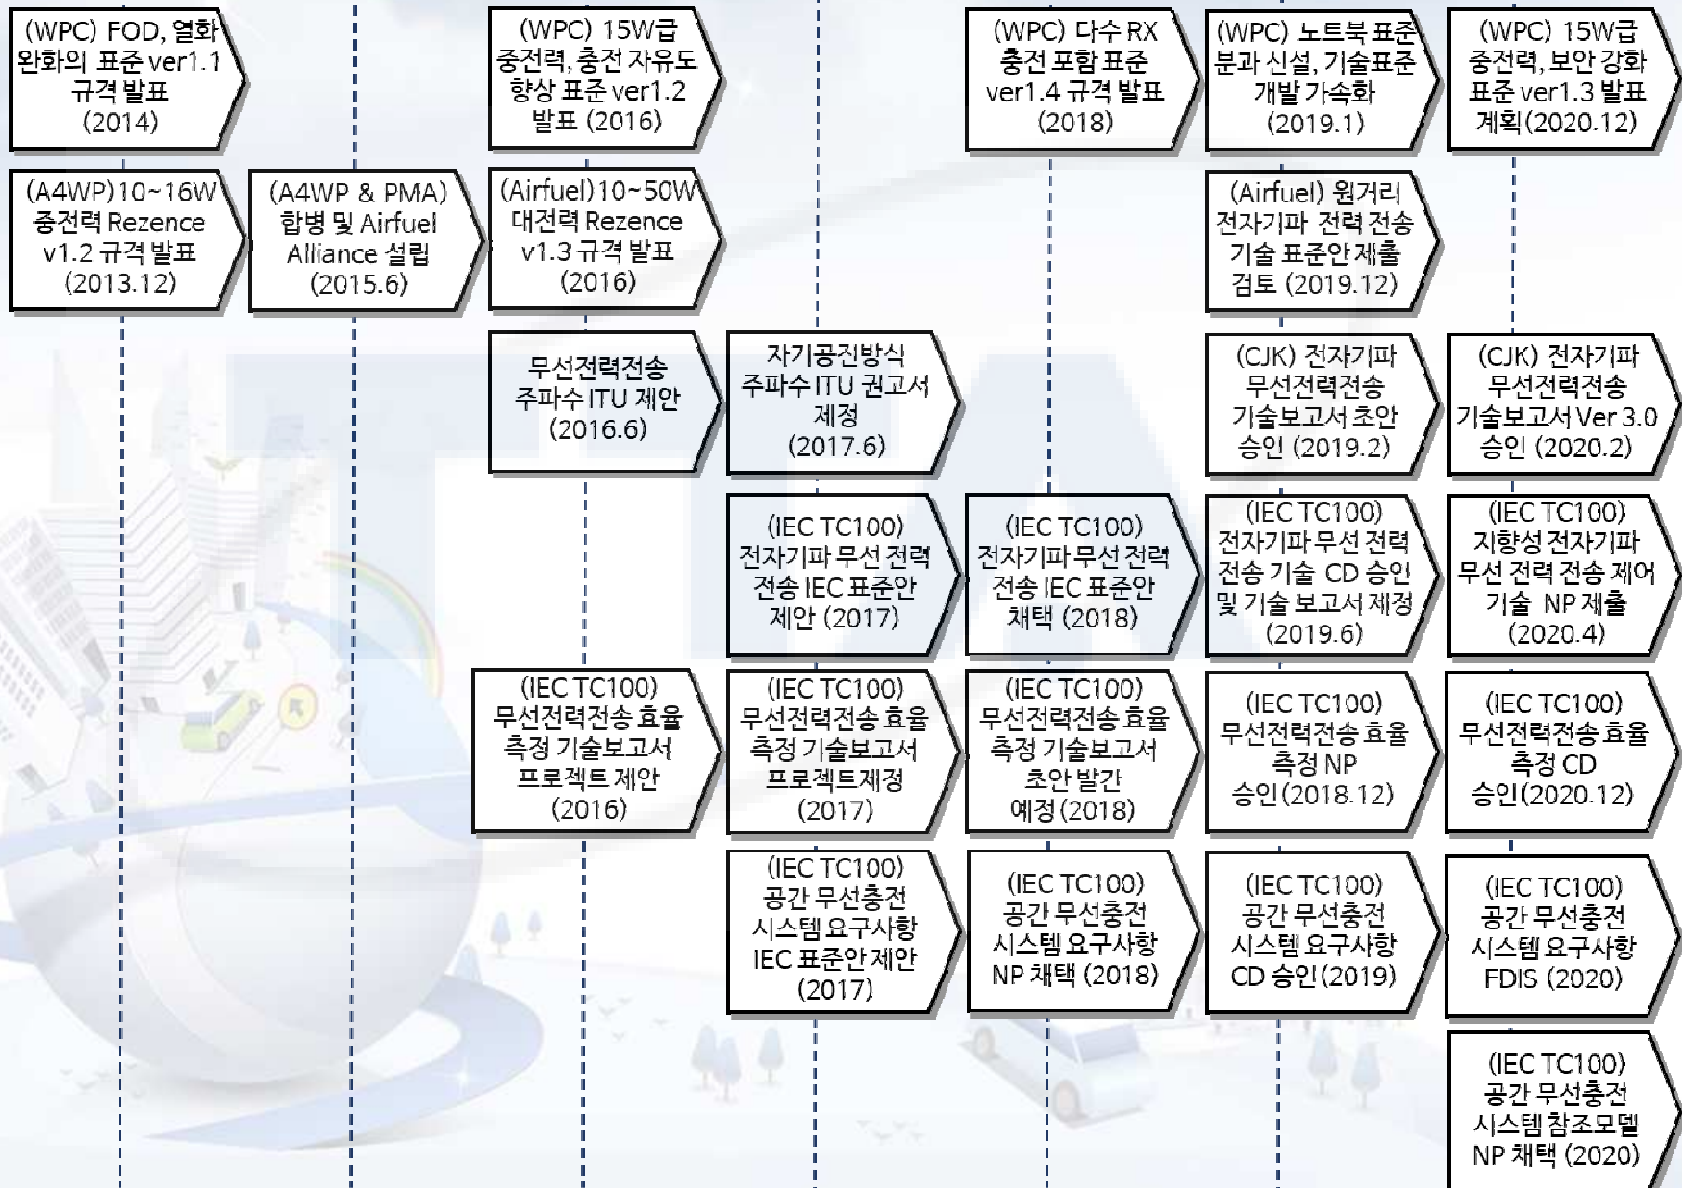 (WPC) FOD, 열화
완화의 표준 ver1.1
규격 발표
(2014)
(WPC) 15W급
중전력, 충전 자유도
향상 표준 ver1.2
발표 (2016)
(WPC) 다수 RX
충전 포함 표준
ver1.4 규격 발표
(2018)
(WPC) 노트북 표준
분과 신설, 기술표준
개발 가속화
(2019.1)
(WPC) 15W급
중전력, 보안 강화
표준 ver1.3 발표
계획(2020.12)
(A4WP)10~16W
중전력 Rezence
v1.2 규격 발표
(2013.12)
(A4WP & PMA)
합병 및 Airfuel
Alliance 설립
(2015.6)
(Airfuel)10~50W
대전력 Rezence
v1.3 규격 발표
(2016)
(Airfuel) 원거리
전자기파 전력 전송
기술 표준안 제출
검토 (2019.12)
무선전력전송
주파수 ITU 제안
(2016.6)
자기공진방식
주파수 ITU 권고서
제정
(2017.6)
(CJK) 전자기파
무선전력전송
기술보고서 초안
승인 (2019.2)
(CJK) 전자기파
무선전력전송
기술보고서 Ver 3.0
승인 (2020.2)
(IEC TC100)
전자기파 무선 전력
전송 IEC 표준안
제안 (2017)
(IEC TC100)
전자기파 무선 전력
전송 IEC 표준안
채택 (2018)
(IEC TC100)
전자기파 무선 전력
전송 기술 CD 승인
및 기술 보고서 제정
(2019.6)
(IEC TC100)
지향성 전자기파
무선 전력 전송 제어
기술 NP 제출
(2020.4)
(IEC TC100)
무선전력전송 효율
측정 기술보고서
프로젝트 제안
(2016)
(IEC TC100)
무선전력전송 효율
측정 기술보고서
프로젝트재정
(2017)
(IEC TC100)
무선전력전송 효율
측정 기술보고서
초안 발간
예정(2018)
(IEC TC100)
무선전력전송 효율
측정 NP
승인(2018.12)
(IEC TC100)
무선전력전송 효율
측정 CD
승인(2020.12)
(IEC TC100)
공간 무선충전
시스템 요구사항
IEC 표준안 제안
(2017)
(IEC TC100)
공간 무선충전
시스템 요구사항
NP 채택 (2018)
(IEC TC100)
공간 무선충전
시스템 요구사항
CD 승인(2019)
(IEC TC100)
공간 무선충전
시스템 요구사항
FDIS (2020)
(IEC TC100)
공간 무선충전
시스템 참조모델
NP 채택 (2020)
TTA